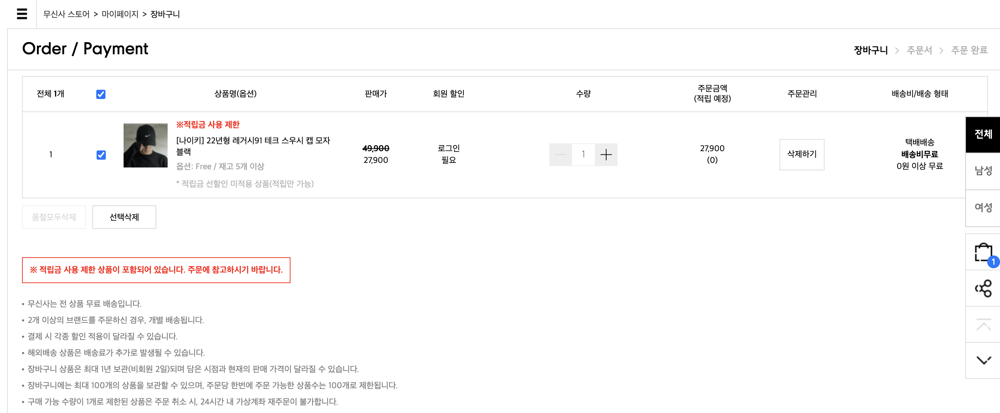 무신사 스토어 > 마이페이지 > 장바구니
Order / Payment
장바구니 > 주문서 > 주문 완료
전체 1개 상품명(옵션) 판매가 회원 할인 수량 주문금액 (적립 예정) 주문관리 배송비/배송 형태
1
※적립금 사용 제한
[나이키] 22년형 레거시91 테크 스우시 캡 모자
블랙
옵션: Free / 재고 5개 이상
* 적립금 선할인 미적용 상품(적립만 가능)
49,900
27,900
로그인
필요
1
27,900
(0)
삭제하기
택배배송
배송비무료
0원 이상 무료
전체
남성
여성
1
품절모두삭제 선택삭제
※ 적립금 사용 제한 상품이 포함되어 있습니다. 주문에 참고하시기 바랍니다.
• 무신사는 전 상품 무료 배송입니다.
• 2개 이상의 브랜드를 주문하신 경우, 개별 배송됩니다.
• 결제 시 각종 할인 적용이 달라질 수 있습니다.
• 해외배송 상품은 배송료가 추가로 발생될 수 있습니다.
• 장바구니 상품은 최대 1년 보관(비회원 2일)되며 담은 시점과 현재의 판매 가격이 달라질 수 있습니다.
• 장바구니에는 최대 100개의 상품을 보관할 수 있으며, 주문당 한번에 주문 가능한 상품수는 100개로 제한됩니다.
• 구매 가능 수량이 1개로 제한된 상품은 주문 취소 시, 24시간 내 가상계좌 재주문이 불가합니다.